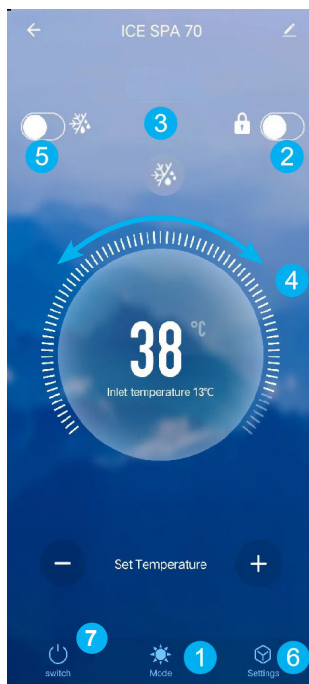 ICE SPA 70
3
5
2
4
38 °C
Inlet temperature 13°C
− Set Temperature +
7
1
6
switch Mode Settings